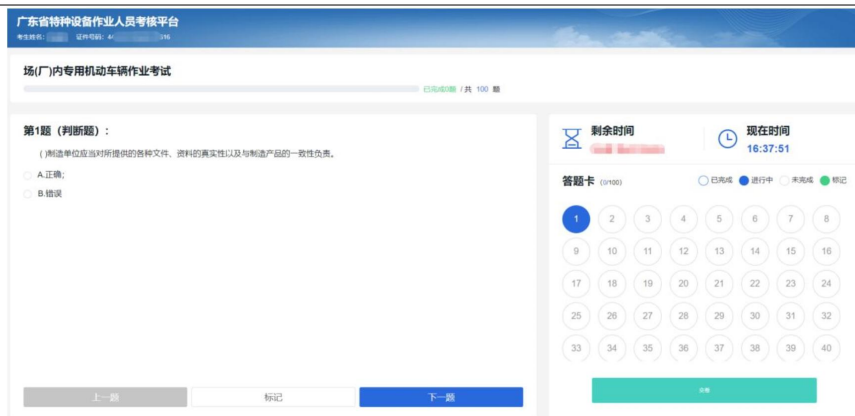 广东省特种设备作业人员考核平台
考生姓名: 证件号码: 44 316
场(厂)内专用机动车辆作业考试
已完成0题 / 共 100 题
第1题（判断题）:
( )制造单位应当对所提供的各种文件、资料的真实性以及与制造产品的一致性负责。
A.正确;
B.错误
上一题 标记 下一题
剩余时间
现在时间
16:37:51
答题卡 (0/100) 已完成 进行中 未完成 标记
1 2 3 4 5 6 7 8
9 10 11 12 13 14 15 16
17 18 19 20 21 22 23 24
25 26 27 28 29 30 31 32
33 34 35 36 37 38 39 40